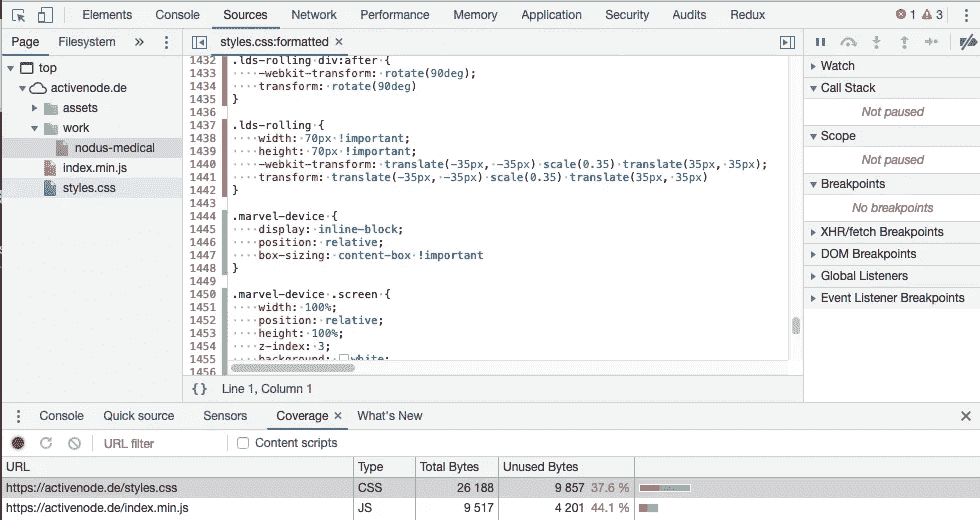 Elements Console Sources Network Performance Memory Application Security Audits Redux 1 3
Page Filesystem » styles.css:formatted ×
top
activenode.de
assets
work
nodus-medical
index.min.js
styles.css
1432 .lds-rolling div:after {
1433 -webkit-transform: rotate(90deg);
1434 transform: rotate(90deg)
1435 }
1436
1437 .lds-rolling {
1438 width: 70px !important;
1439 height: 70px !important;
1440 -webkit-transform: translate(-35px, -35px) scale(0.35) translate(35px, 35px);
1441 transform: translate(-35px, -35px) scale(0.35) translate(35px, 35px)
1442 }
1443
1444 .marvel-device {
1445 display: inline-block;
1446 position: relative;
1447 box-sizing: content-box !important
1448 }
1449
1450 .marvel-device .screen {
1451 width: 100%;
1452 position: relative;
1453 height: 100%;
1454 z-index: 3;
1455 background: white;
1456
{} Line 1, Column 1
Watch
Call Stack
Not paused
Scope
Not paused
Breakpoints
No breakpoints
XHR/fetch Breakpoints
DOM Breakpoints
Global Listeners
Event Listener Breakpoints
Console Quick source Sensors Coverage × What's New ×
URL filter Content scripts
URL Type Total Bytes Unused Bytes
https://activenode.de/styles.css CSS 26 188 9 857 37.6 %
https://activenode.de/index.min.js JS 9 517 4 201 44.1 %